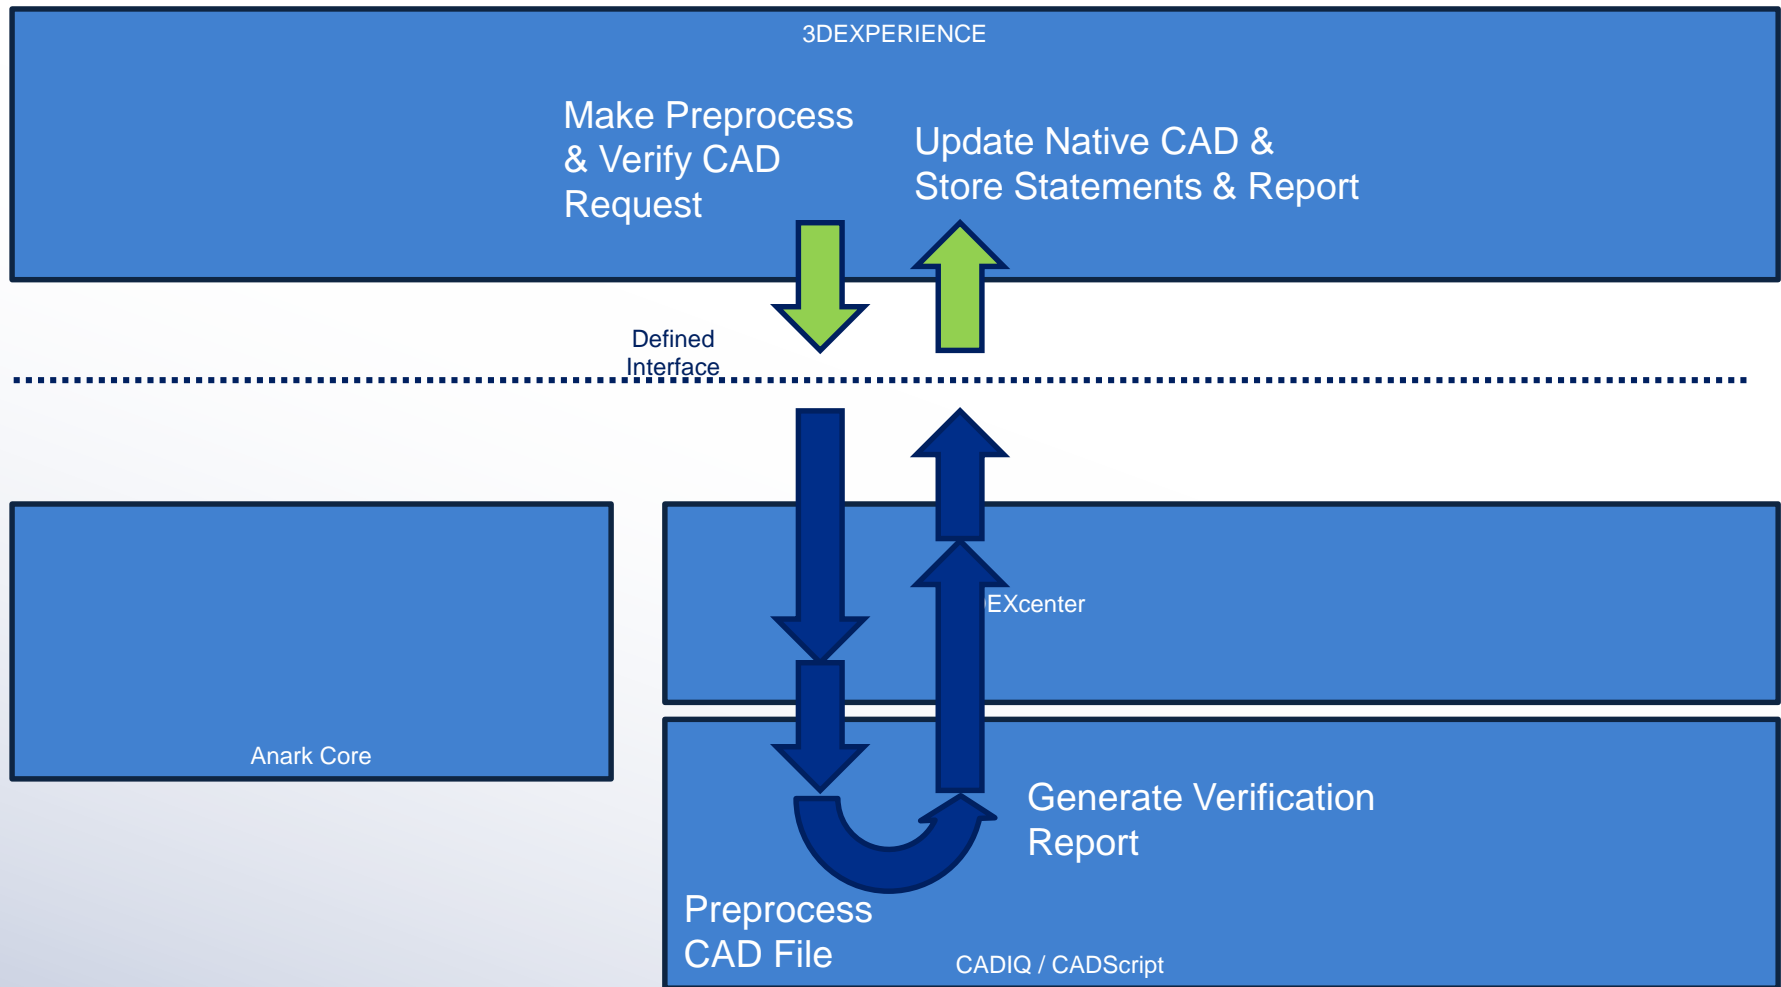 3DEXPERIENCE
Make Preprocess
& Verify CAD
Request
Update Native CAD &
Store Statements & Report
Defined
Interface
EXcenter
Anark Core
Generate Verification
Report
Preprocess
CAD File
CADIQ / CADScript